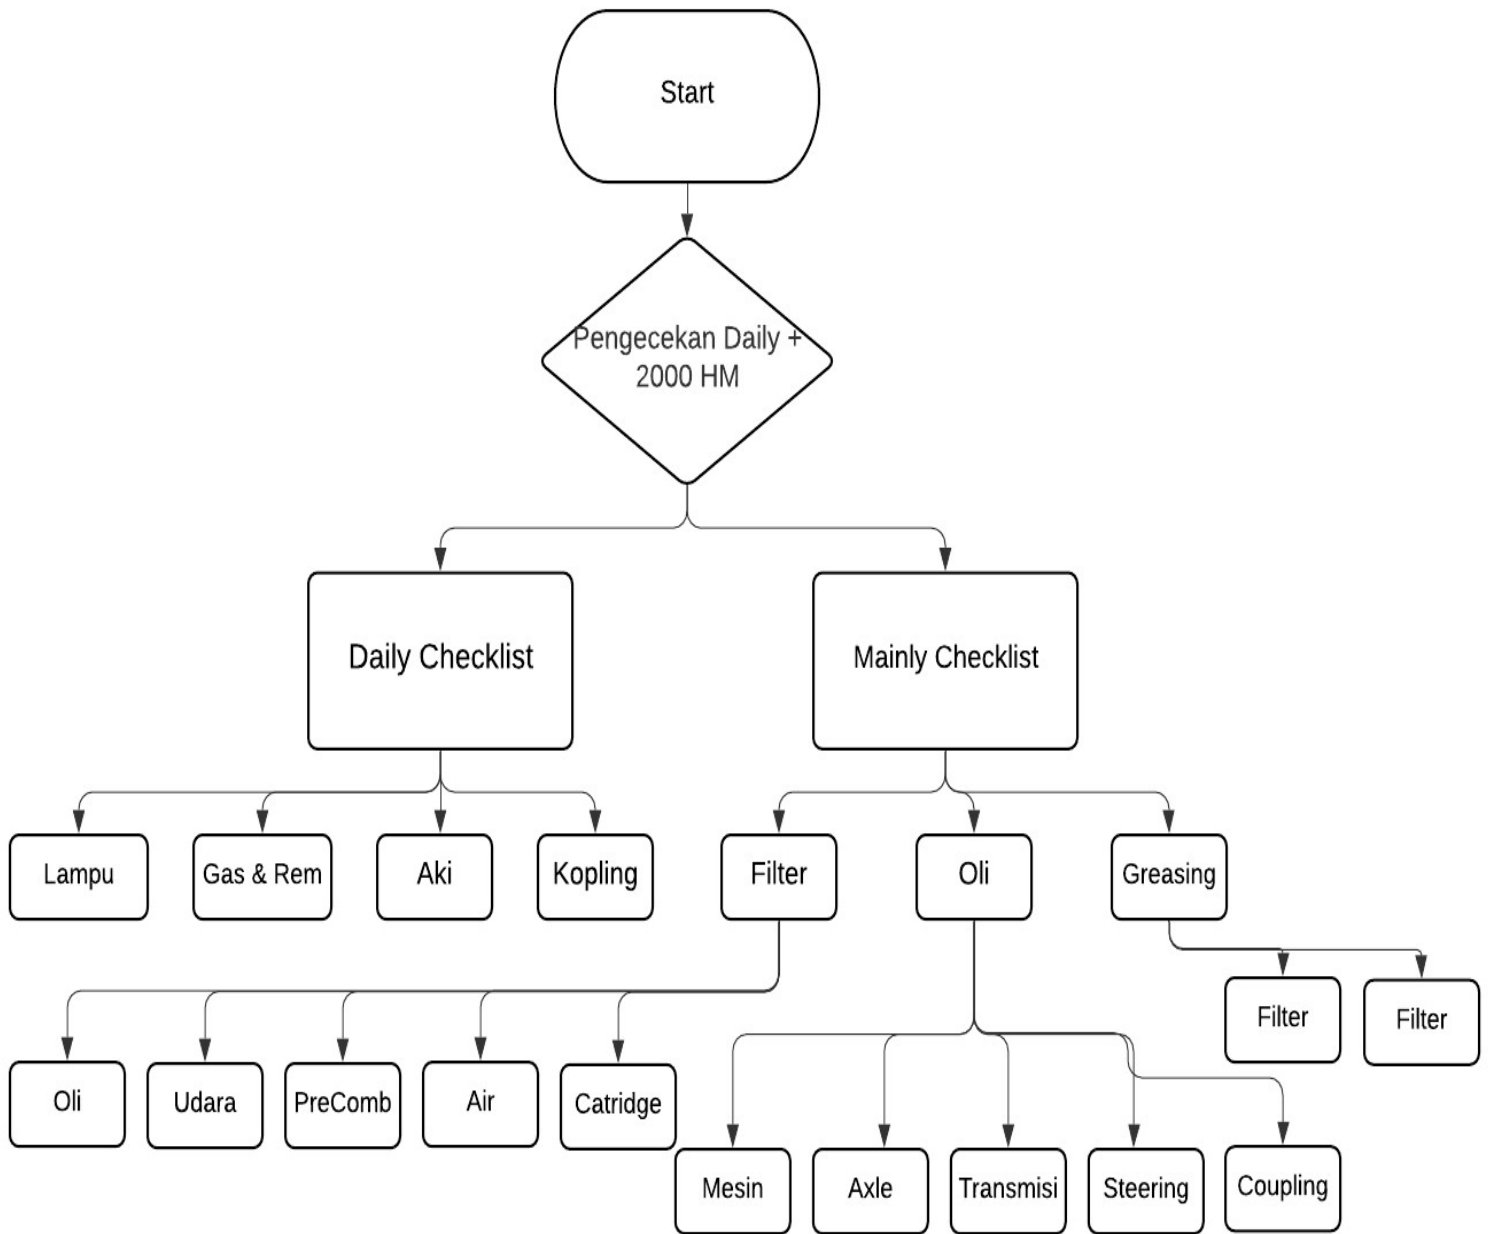 Start
Pengecekan Daily +
2000 HM
Daily Checklist
Mainly Checklist
Lampu
Gas & Rem
Aki
Kopling
Filter
Oli
Greasing
Filter
Filter
Oli
Udara
PreComb
Air
Catridge
Mesin
Axle
Transmisi
Steering
Coupling